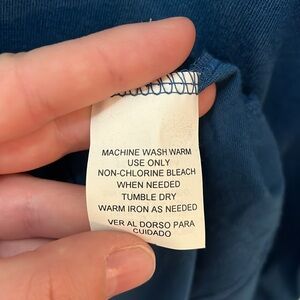 MACHINE WASH WARM
USE ONLY
NON-CHLORINE BLEACH
WHEN NEEDED
TUMBLE DRY
WARM IRON AS NEEDED
VER AL DORSO PARA
CUIDADO